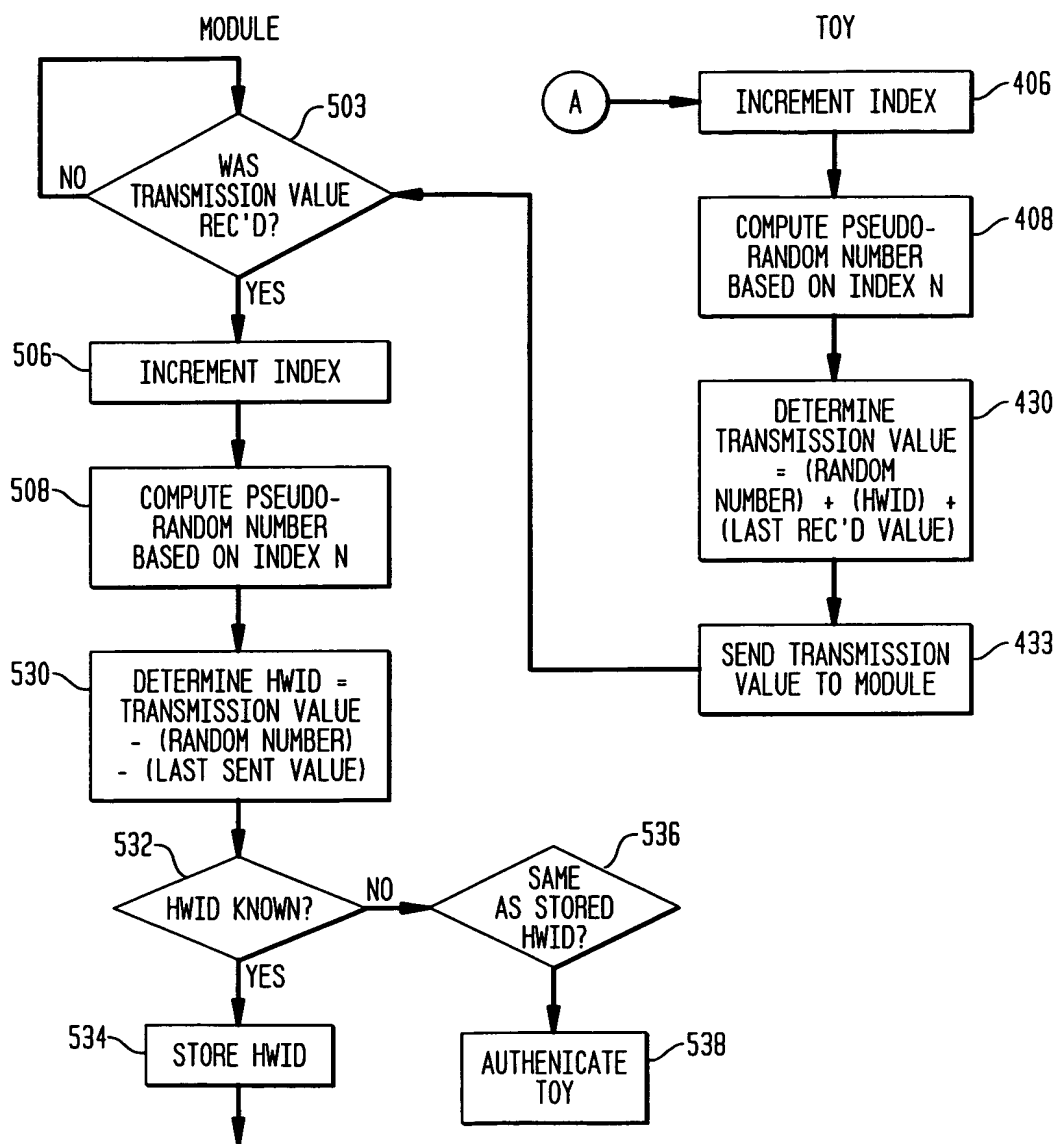 MODULE
503
WAS
TRANSMISSION VALUE
REC'D?
NO
YES
506
INCREMENT INDEX
508
COMPUTE PSEUDO-
RANDOM NUMBER
BASED ON INDEX N
530
DETERMINE HWID =
TRANSMISSION VALUE
- (RANDOM NUMBER)
- (LAST SENT VALUE)
532
HWID KNOWN?
NO
YES
534
STORE HWID
536
SAME
AS STORED
HWID?
538
AUTHENICATE
TOY
TOY
A
INCREMENT INDEX
406
COMPUTE PSEUDO-
RANDOM NUMBER
BASED ON INDEX N
408
DETERMINE
TRANSMISSION VALUE
= (RANDOM
NUMBER) + (HWID) +
(LAST REC'D VALUE)
430
SEND TRANSMISSION
VALUE TO MODULE
433